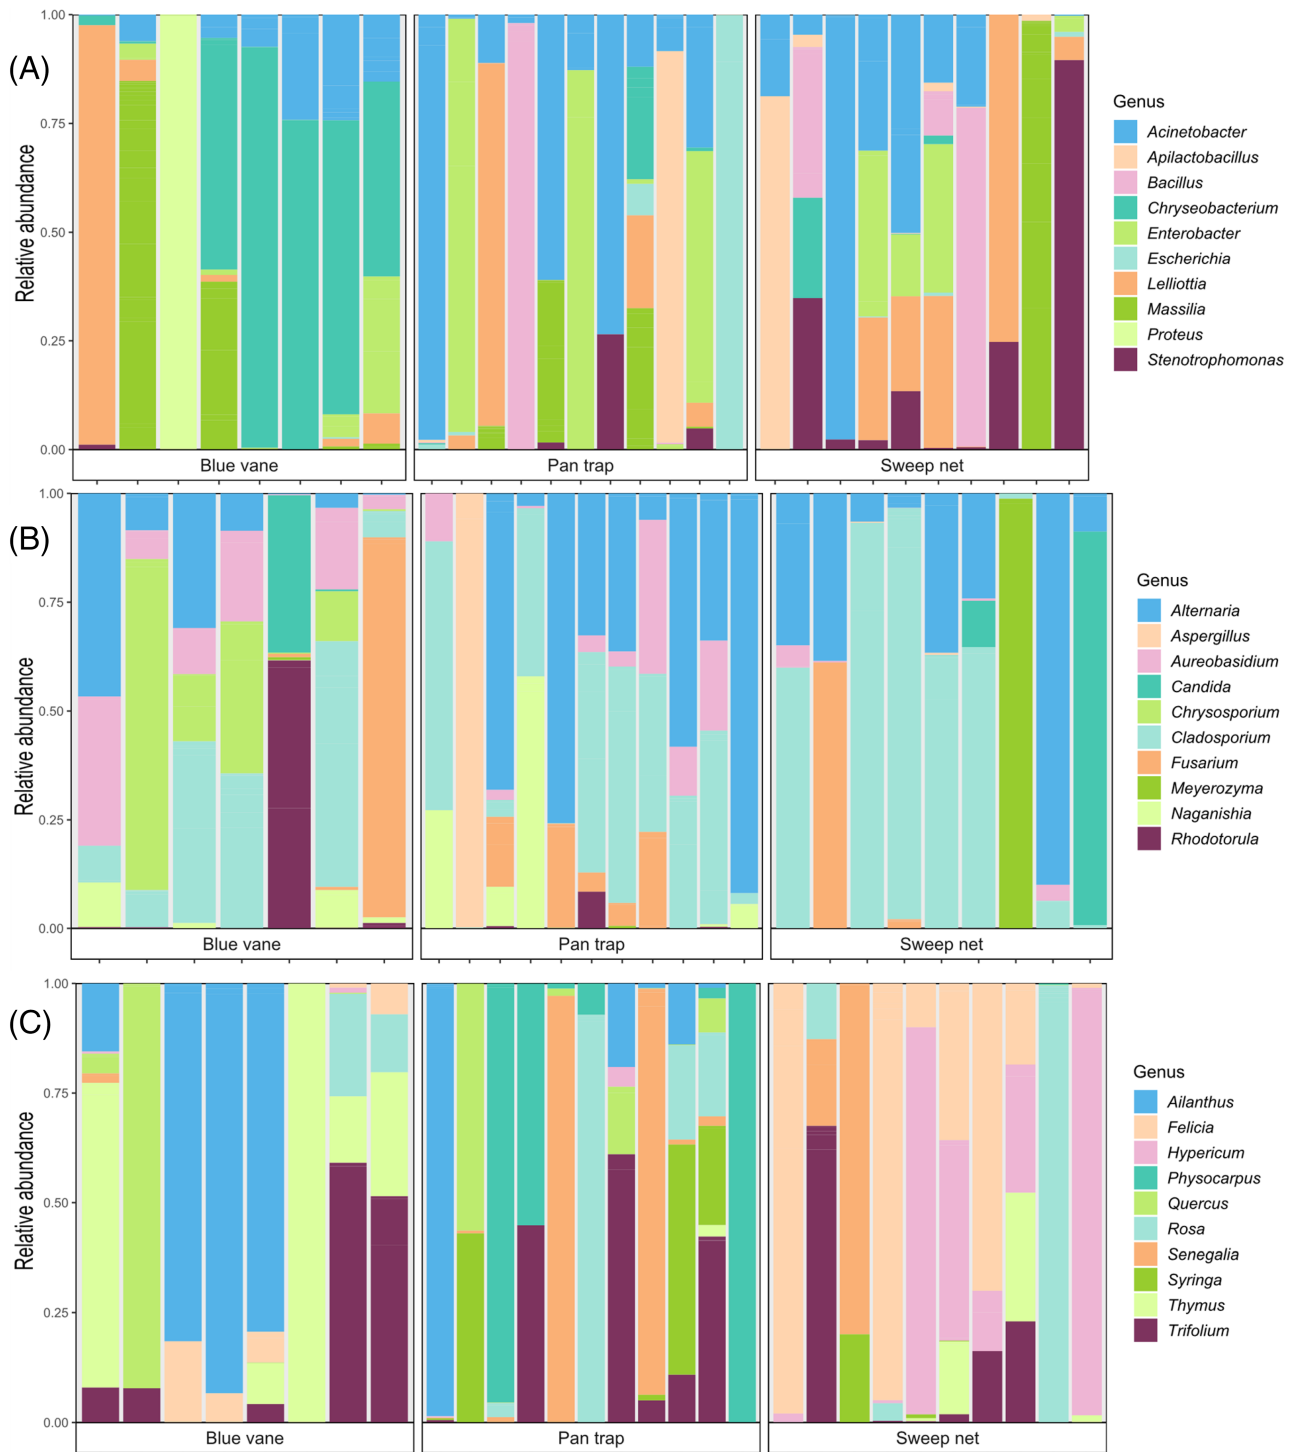 (A)
Relative abundance
1.00
0.75
0.50
0.25
0.00
Blue vane
Pan trap
Sweep net
Genus
Acinetobacter
Apilactobacillus
Bacillus
Chryseobacterium
Enterobacter
Escherichia
Lelliottia
Massilia
Proteus
Stenotrophomonas
(B)
Relative abundance
1.00
0.75
0.50
0.25
0.00
Blue vane
Pan trap
Sweep net
Genus
Alternaria
Aspergillus
Aureobasidium
Candida
Chrysosporium
Cladosporium
Fusarium
Meyerozyma
Naganishia
Rhodotorula
(C)
Relative abundance
1.00
0.75
0.50
0.25
0.00
Blue vane
Pan trap
Sweep net
Genus
Ailanthus
Felicia
Hypericum
Physocarpus
Quercus
Rosa
Senegalia
Syringa
Thymus
Trifolium